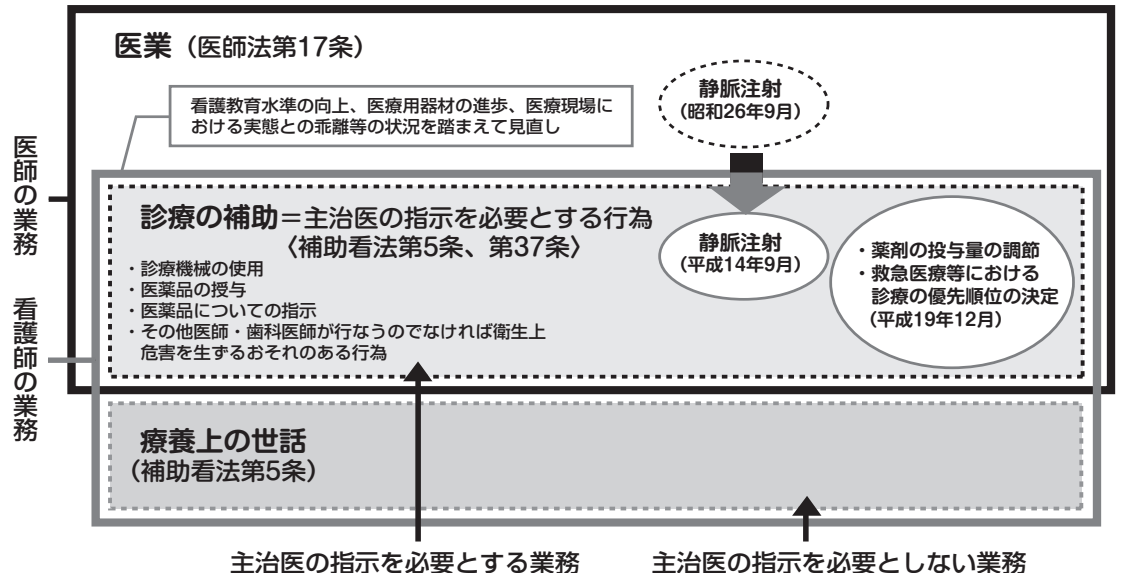 医業（医師法第17条）
看護教育水準の向上、医療用器材の進歩、医療現場に
おける実態との乖離等の状況を踏まえて見直し
静脈注射
(昭和26年9月)
医師の業務
看護師の業務
診療の補助＝主治医の指示を必要とする行為
〈補助看法第5条、第37条〉
・診療機械の使用
・医薬品の授与
・医薬品についての指示
・その他医師・歯科医師が行なうのでなければ衛生上
危害を生ずるおそれのある行為
静脈注射
(平成14年9月)
・薬剤の投与量の調節
・救急医療等における
診療の優先順位の決定
(平成19年12月)
療養上の世話
(補助看法第5条)
主治医の指示を必要とする業務
主治医の指示を必要としない業務